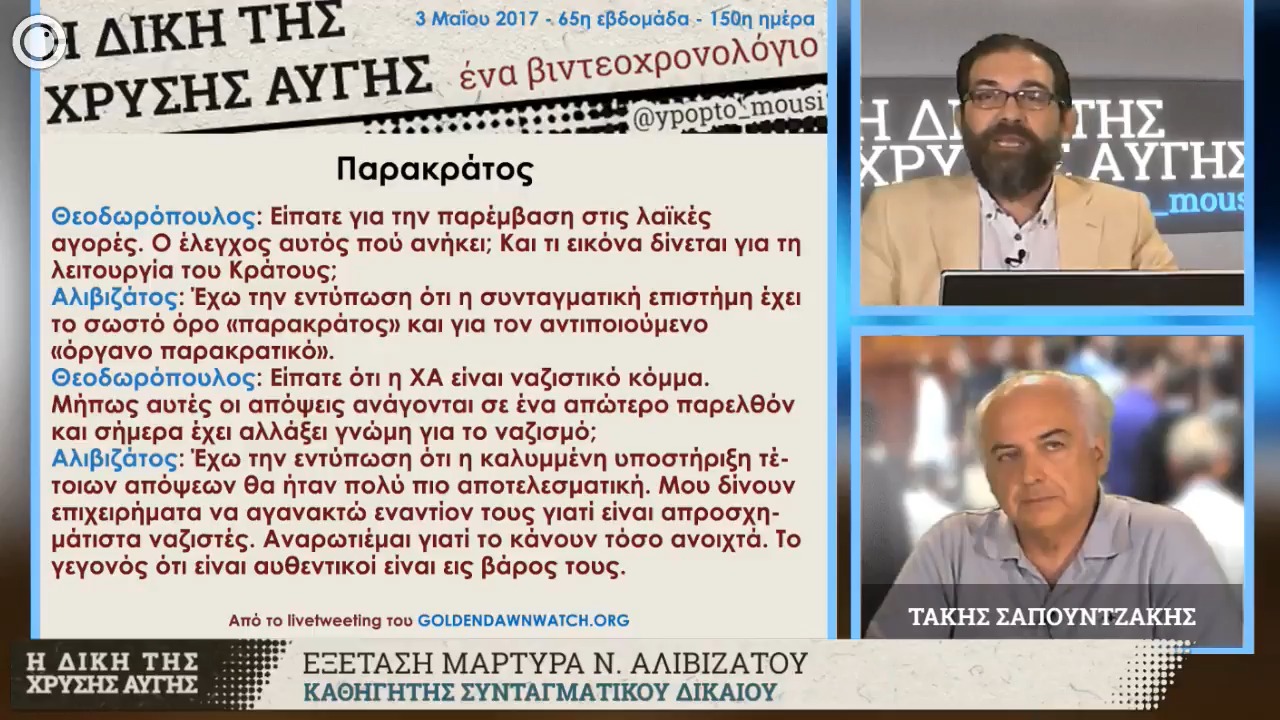 Η ΔΙΚΗ ΤΗΣ
ΧΡΥΣΗΣ ΑΥΓΗΣ
3 Μαΐου 2017 - 65η εβδομάδα - 150η ημέρα
ένα βιντεοχρονολόγιο
@ypopto_mousi
Παρακράτος
Θεοδωρόπουλος: Είπατε για την παρέμβαση στις λαϊκές
αγορές. Ο έλεγχος αυτός πού ανήκει; Και τι εικόνα δίνεται για τη
λειτουργία του Κράτους;
Αλιβιζάτος: Έχω την εντύπωση ότι η συνταγματική επιστήμη έχει
το σωστό όρο «παρακράτος» και για τον αντιποιούμενο
«όργανο παρακρατικό».
Θεοδωρόπουλος: Είπατε ότι η ΧΑ είναι ναζιστικό κόμμα.
Μήπως αυτές οι απόψεις ανάγονται σε ένα απώτερο παρελθόν
και σήμερα έχει αλλάξει γνώμη για το ναζισμό;
Αλιβιζάτος: Έχω την εντύπωση ότι η καλυμμένη υποστήριξη τέ-
τοιων απόψεων θα ήταν πολύ πιο αποτελεσματική. Μου δίνουν
επιχειρήματα να αγανακτώ εναντίον τους γιατί είναι απροσχη-
μάτιστα ναζιστές. Αναρωτιέμαι γιατί το κάνουν τόσο ανοιχτά. Το
γεγονός ότι είναι αυθεντικοί είναι εις βάρος τους.
Από το livetweeting του GOLDENDAWNWATCH.ORG
ΤΑΚΗΣ ΣΑΠΟΥΝΤΖΑΚΗΣ
Η ΔΙΚΗ ΤΗΣ
ΧΡΥΣΗΣ ΑΥΓΗΣ
ΕΞΕΤΑΣΗ ΜΑΡΤΥΡΑ Ν. ΑΛΙΒΙΖΑΤΟΥ
ΚΑΘΗΓΗΤΗΣ ΣΥΝΤΑΓΜΑΤΙΚΟΥ ΔΙΚΑΙΟΥ